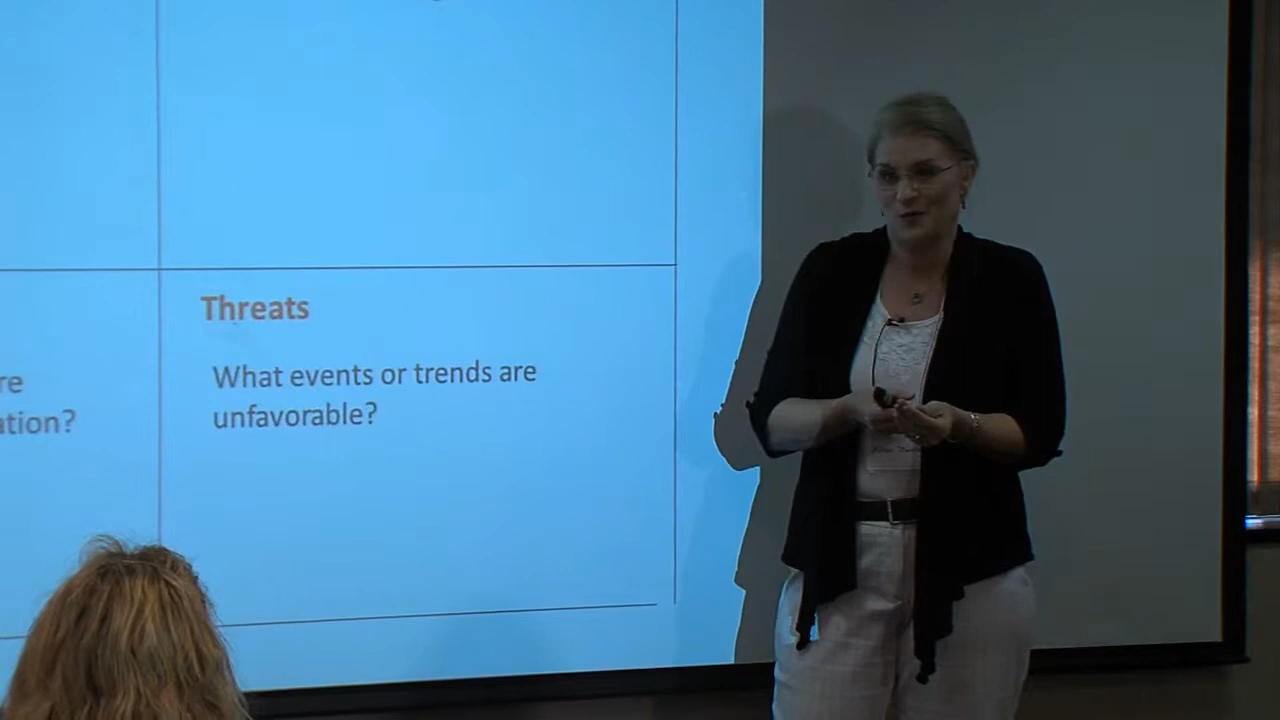 Threats
What events or trends are
re
unfavorable?
ation?